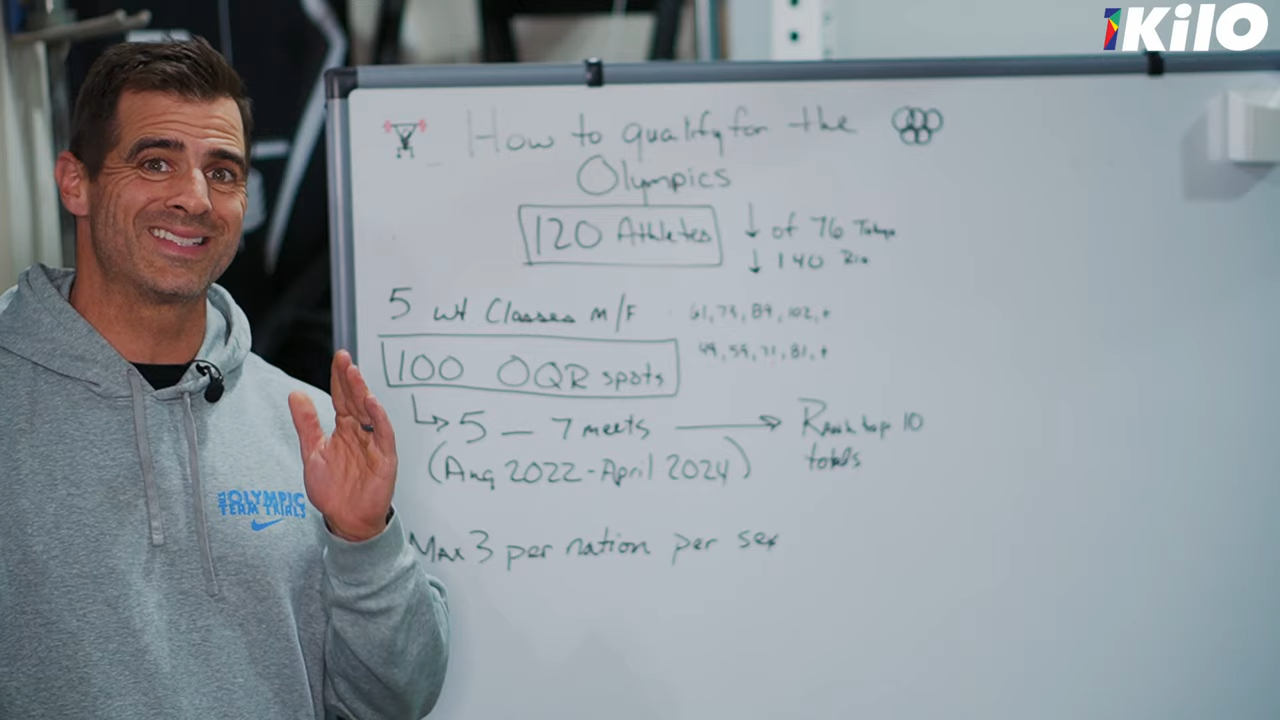 1Kilo
How to qualify for the
Olympics
120 Athletes
↓ of 76 Tokyo
↓ 140 Rio
5 wt Classes M/F
61, 73, 89, 102, +
49, 59, 71, 81, +
100 OQR spots
↳ 5 — 7 meets → Rank top 10
totals
(Aug 2022-April 2024)
Max 3 per nation per sex
OLYMPIC
TEAM TRIALS